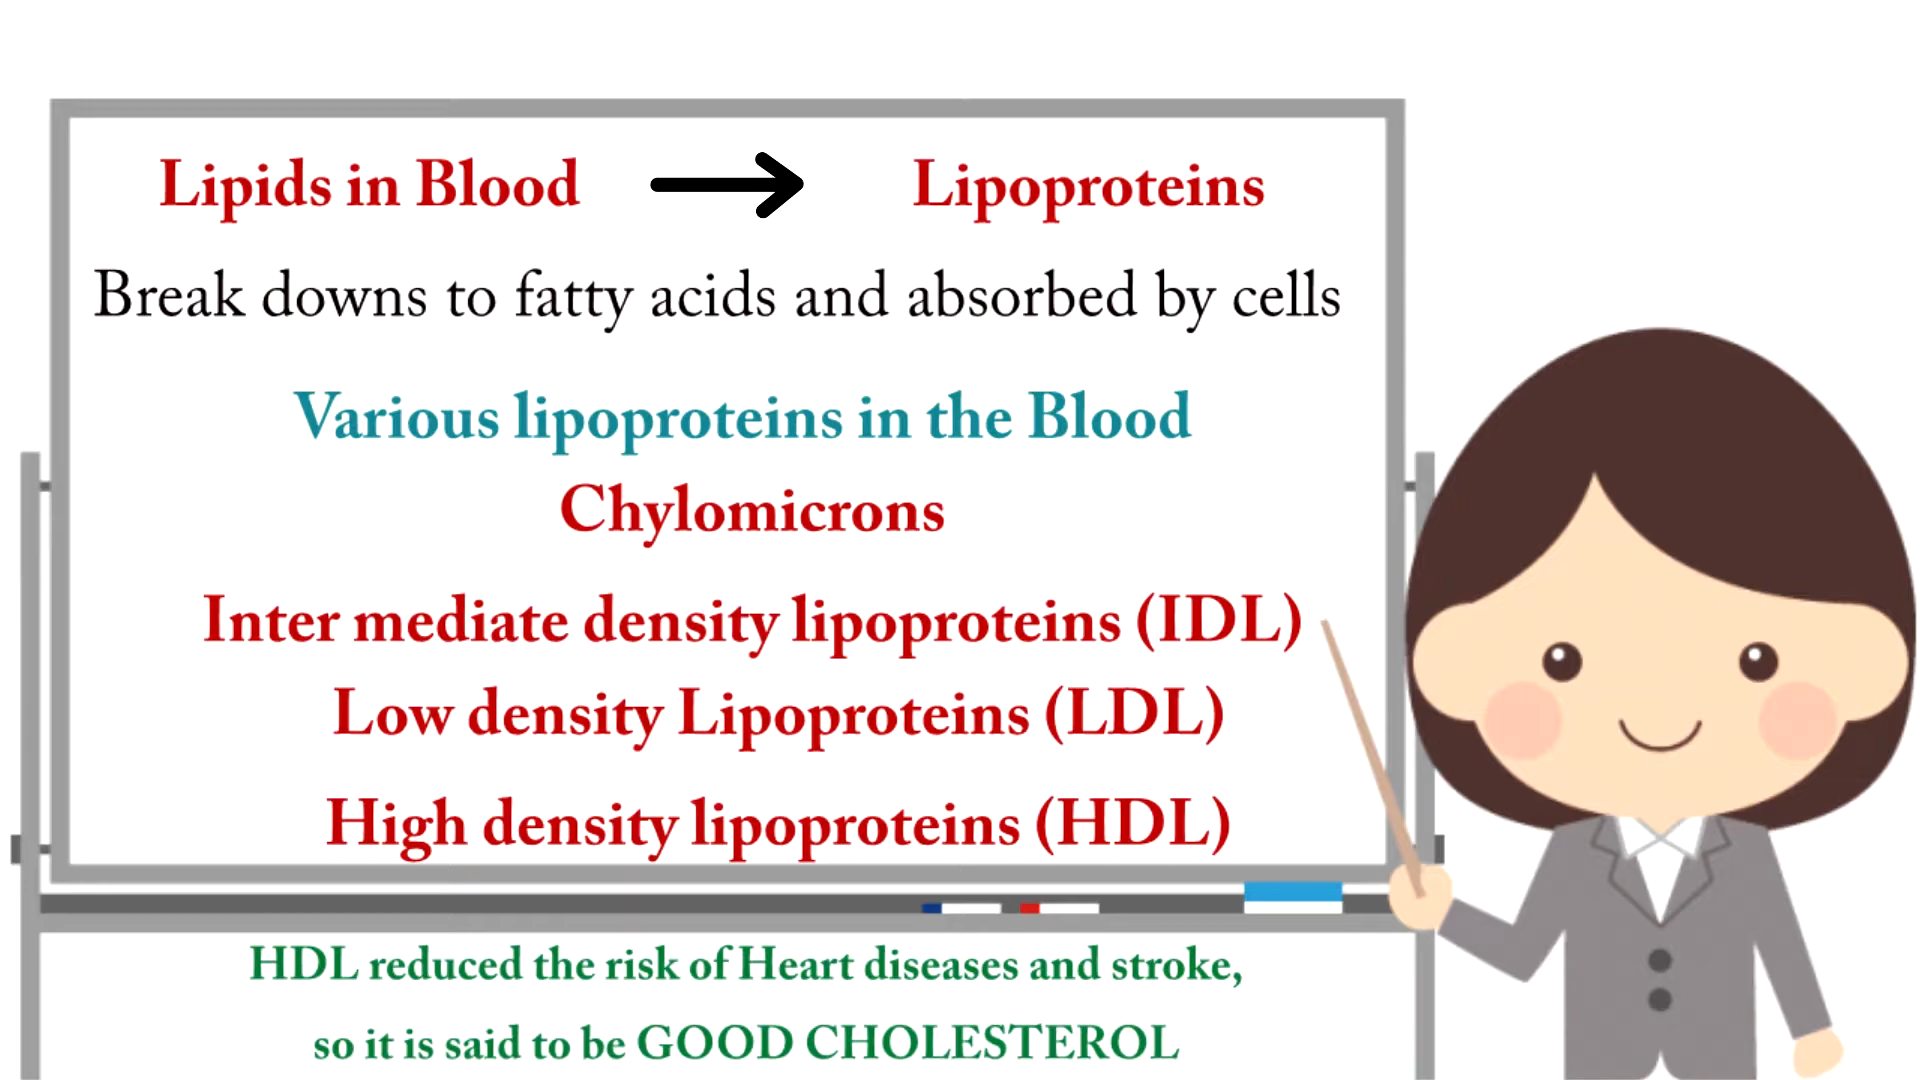 Lipids in Blood → Lipoproteins
Break downs to fatty acids and absorbed by cells
Various lipoproteins in the Blood
Chylomicrons
Inter mediate density lipoproteins (IDL)
Low density Lipoproteins (LDL)
High density lipoproteins (HDL)
HDL reduced the risk of Heart diseases and stroke,
so it is said to be GOOD CHOLESTEROL